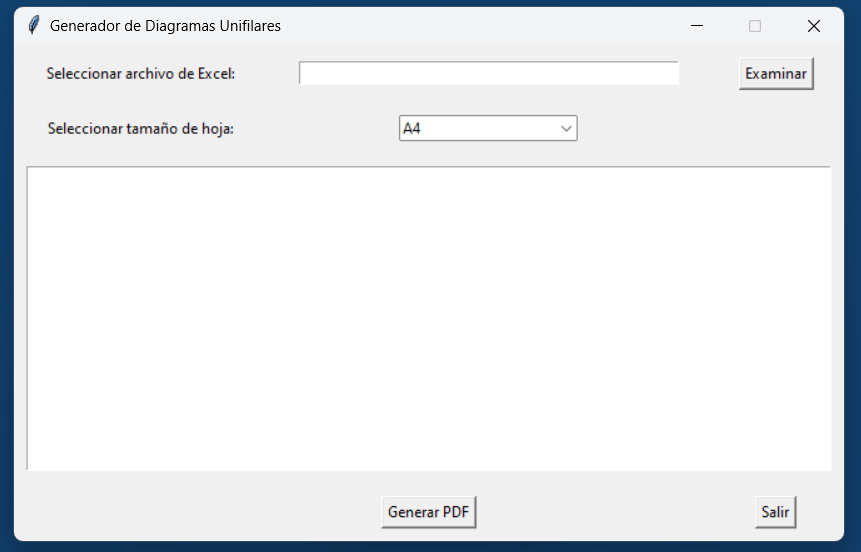 Generador de Diagramas Unifilares
Seleccionar archivo de Excel:
Examinar
Seleccionar tamaño de hoja:
A4
Generar PDF
Salir